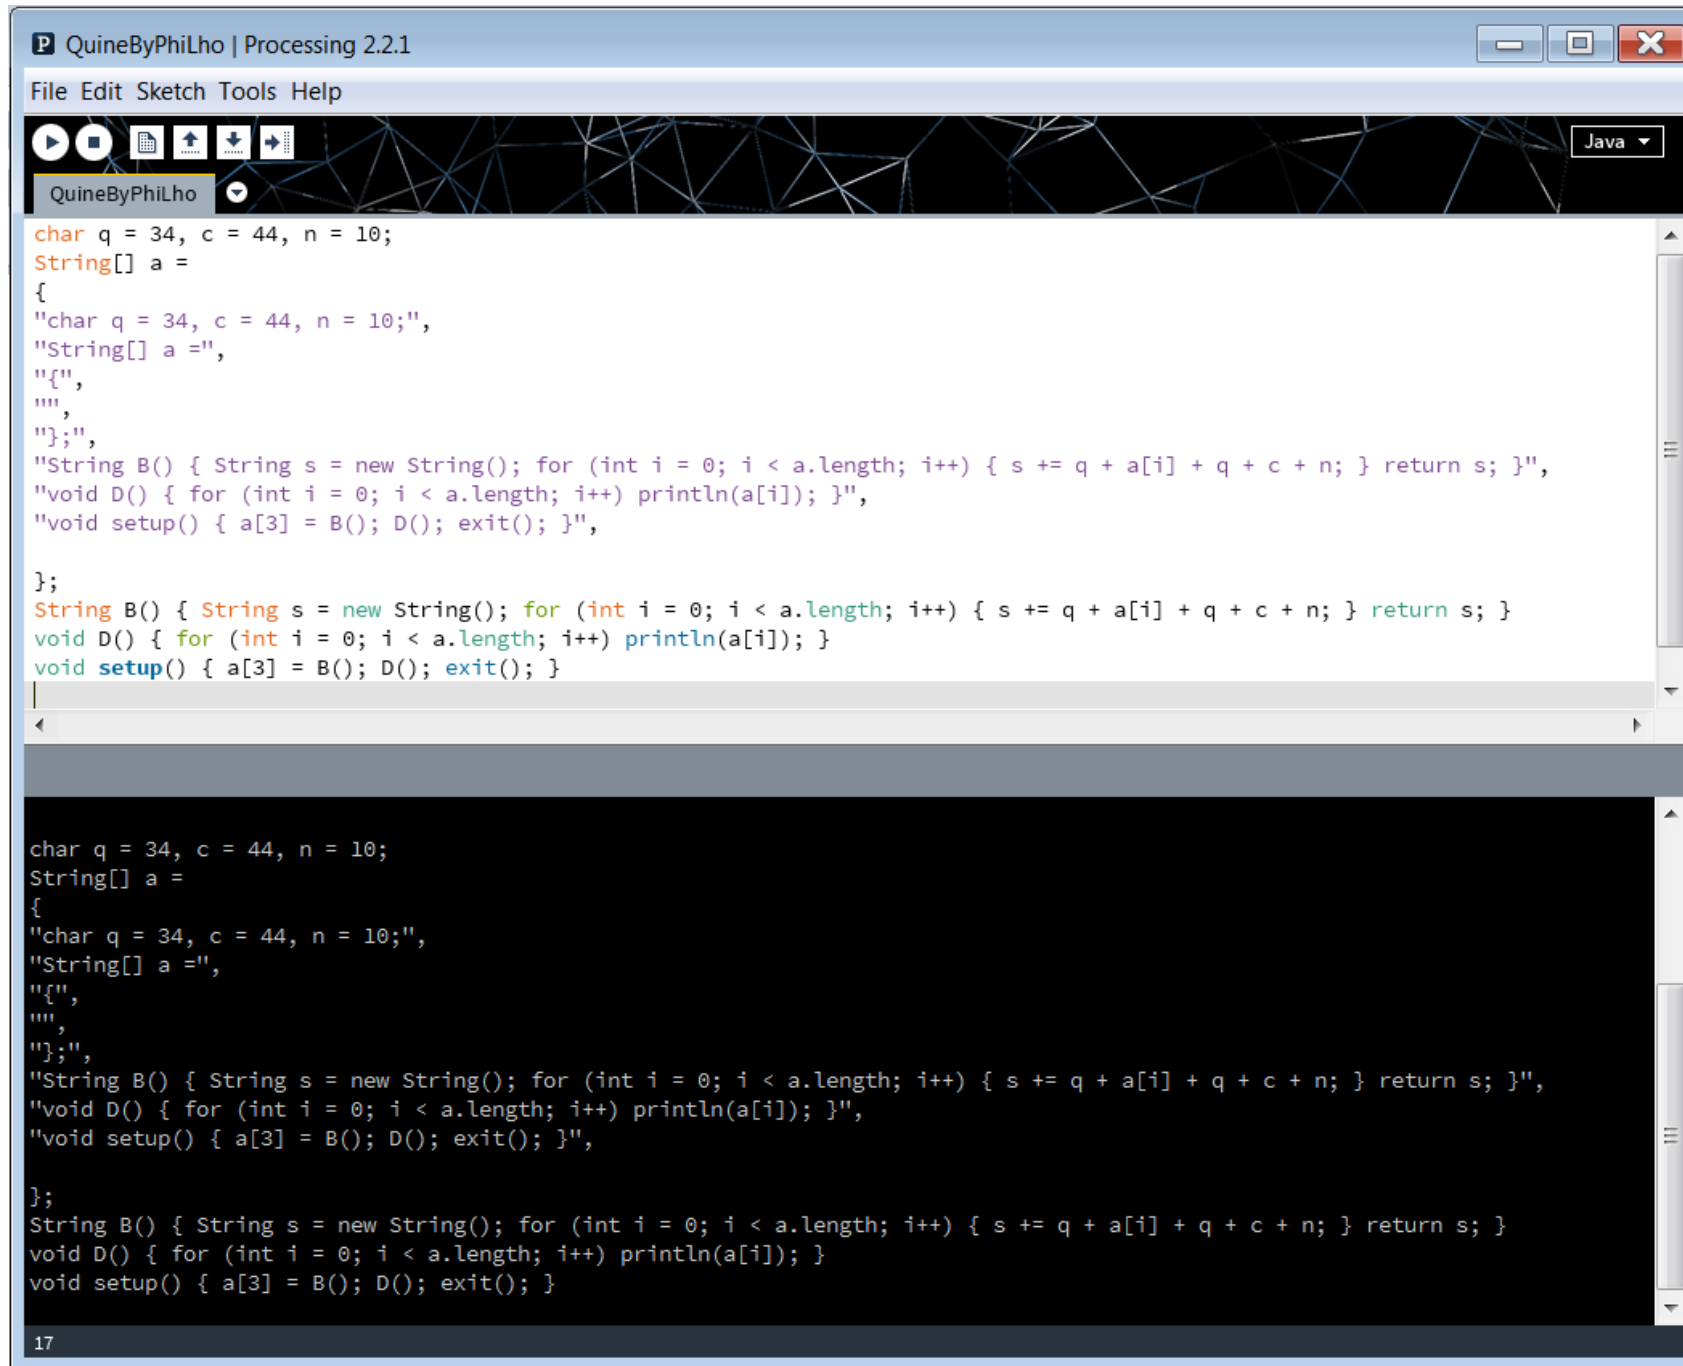 QuineByPhiLho | Processing 2.2.1
File Edit Sketch Tools Help
Java
QuineByPhiLho
char q = 34, c = 44, n = 10;
String[] a =
{
"char q = 34, c = 44, n = 10;",
"String[] a =",
"{",
"",
"};",
"String B() { String s = new String(); for (int i = 0; i < a.length; i++) { s += q + a[i] + q + c + n; } return s; }",
"void D() { for (int i = 0; i < a.length; i++) println(a[i]); }",
"void setup() { a[3] = B(); D(); exit(); }",

};
String B() { String s = new String(); for (int i = 0; i < a.length; i++) { s += q + a[i] + q + c + n; } return s; }
void D() { for (int i = 0; i < a.length; i++) println(a[i]); }
void setup() { a[3] = B(); D(); exit(); }
char q = 34, c = 44, n = 10;
String[] a =
{
"char q = 34, c = 44, n = 10;",
"String[] a =",
"{",
"",
"};",
"String B() { String s = new String(); for (int i = 0; i < a.length; i++) { s += q + a[i] + q + c + n; } return s; }",
"void D() { for (int i = 0; i < a.length; i++) println(a[i]); }",
"void setup() { a[3] = B(); D(); exit(); }",

};
String B() { String s = new String(); for (int i = 0; i < a.length; i++) { s += q + a[i] + q + c + n; } return s; }
void D() { for (int i = 0; i < a.length; i++) println(a[i]); }
void setup() { a[3] = B(); D(); exit(); }
17